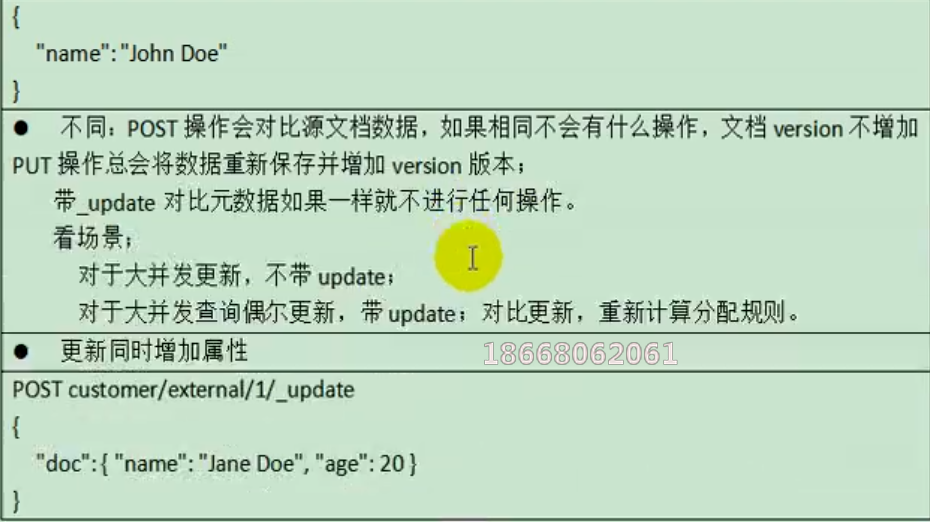 {
"name": "John Doe"
}
● 不同：POST 操作会对比源文档数据，如果相同不会有什么操作，文档 version 不增加
PUT 操作总会将数据重新保存并增加 version 版本；
带_update 对比元数据如果一样就不进行任何操作。
看场景；
对于大并发更新，不带 update；
对于大并发查询偶尔更新，带 update；对比更新，重新计算分配规则。
● 更新同时增加属性
18668062061
POST customer/external/1/_update
{
"doc": { "name": "Jane Doe", "age": 20 }
}